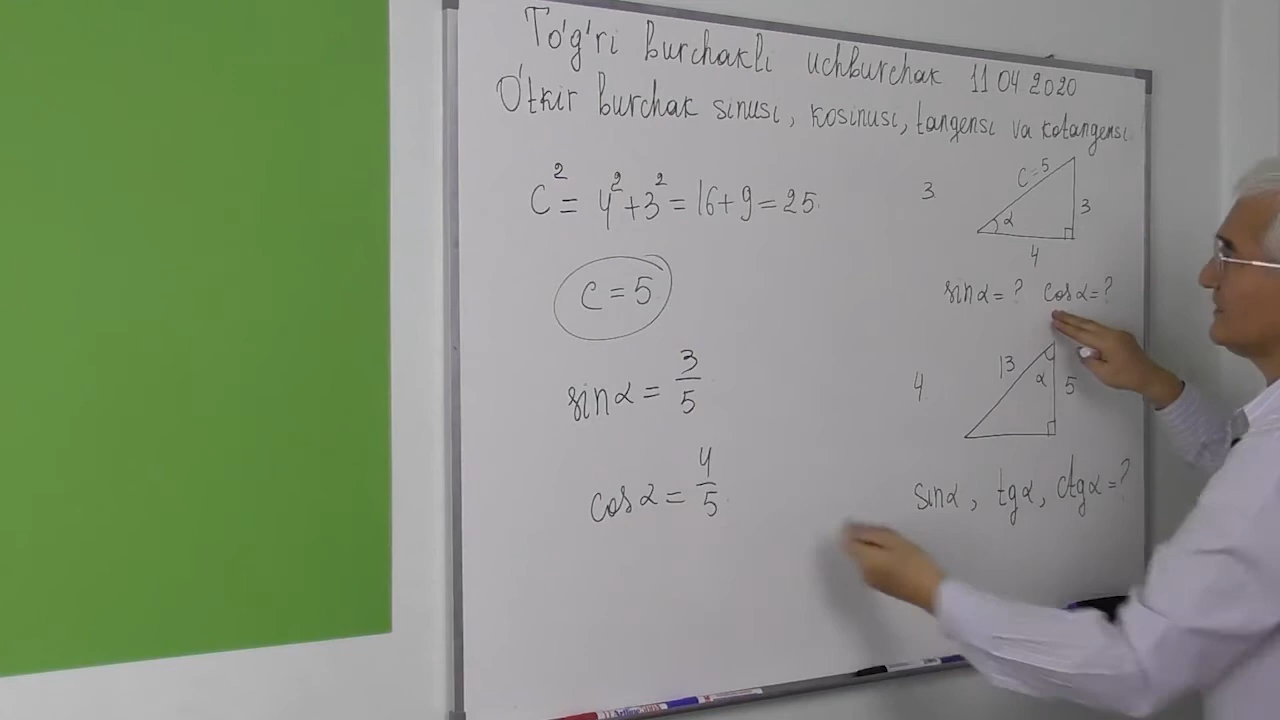 To'g'ri burchakli uchburchak 11 04 2020
O'tkir burchak sinusi, kosinusi, tangensi va kotangensi
C² = 4² + 3² = 16 + 9 = 25
c = 5
sinα = 3/5
cosα = 4/5
3
C=5
α
3
4
sinα = ? cosα = ?
4
13
α
5
sinα, tgα, ctgα = ?